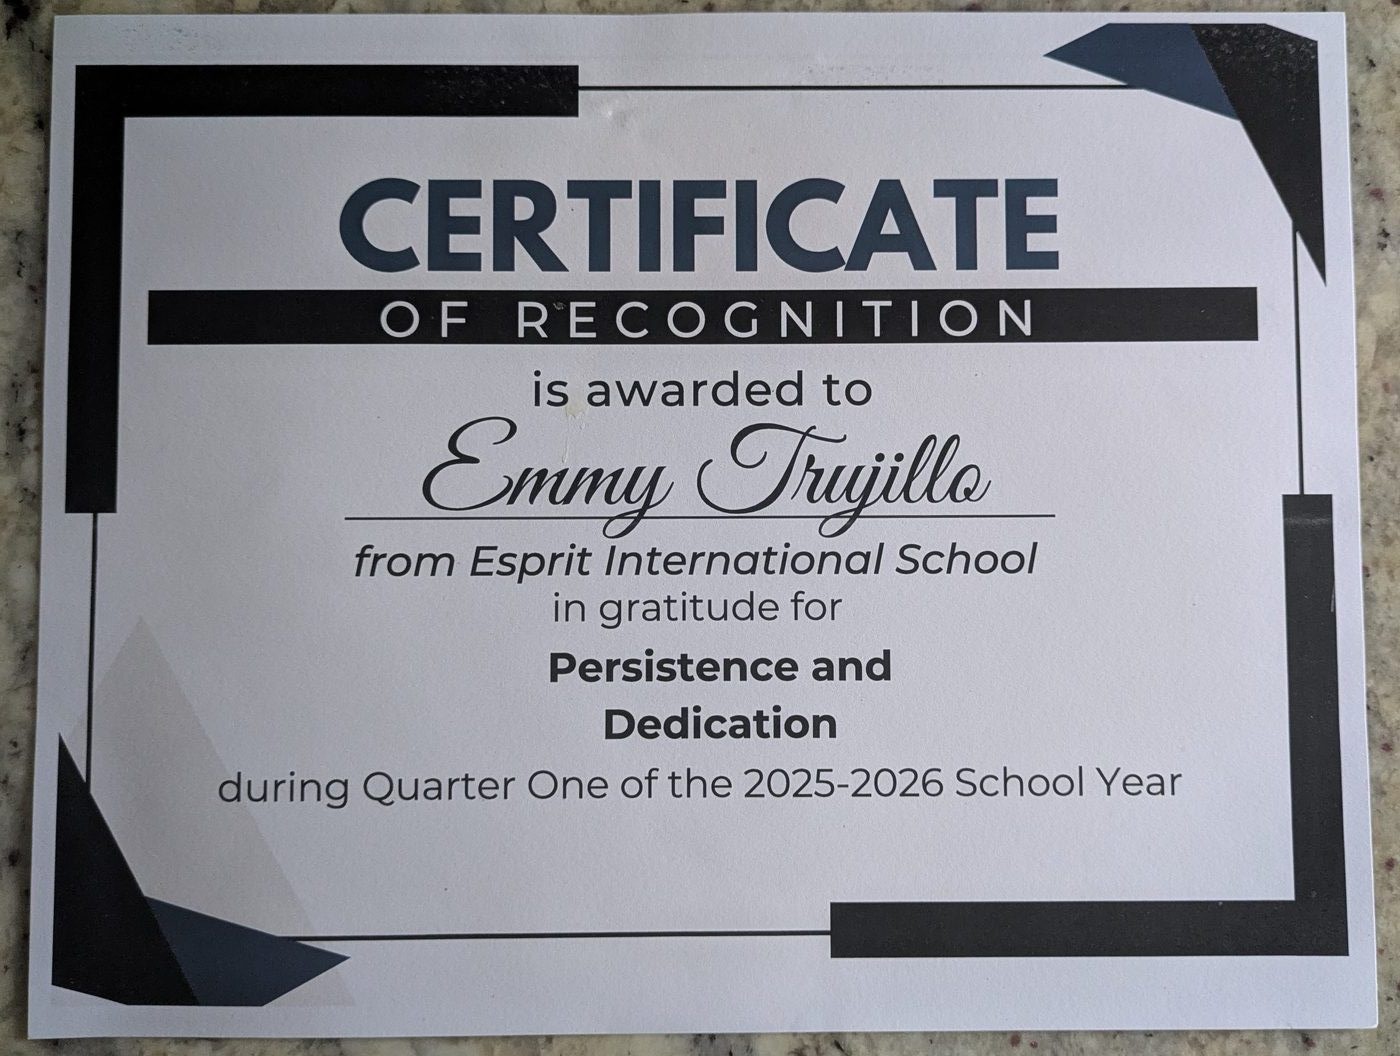 CERTIFICATE
OF RECOGNITION
is awarded to
Emmy Trujillo
from Esprit International School
in gratitude for
Persistence and
Dedication
during Quarter One of the 2025-2026 School Year